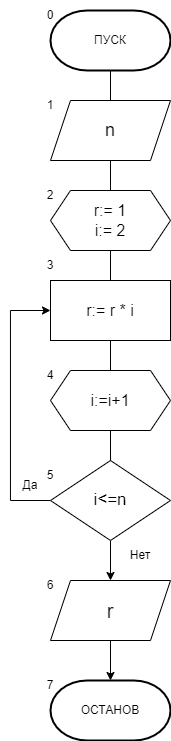 0
ПУСК
1
n
2
r:= 1
i:= 2
3
r:= r * i
4
i:=i+1
5
Да
i<=n
Нет
6
r
7
ОСТАНОВ